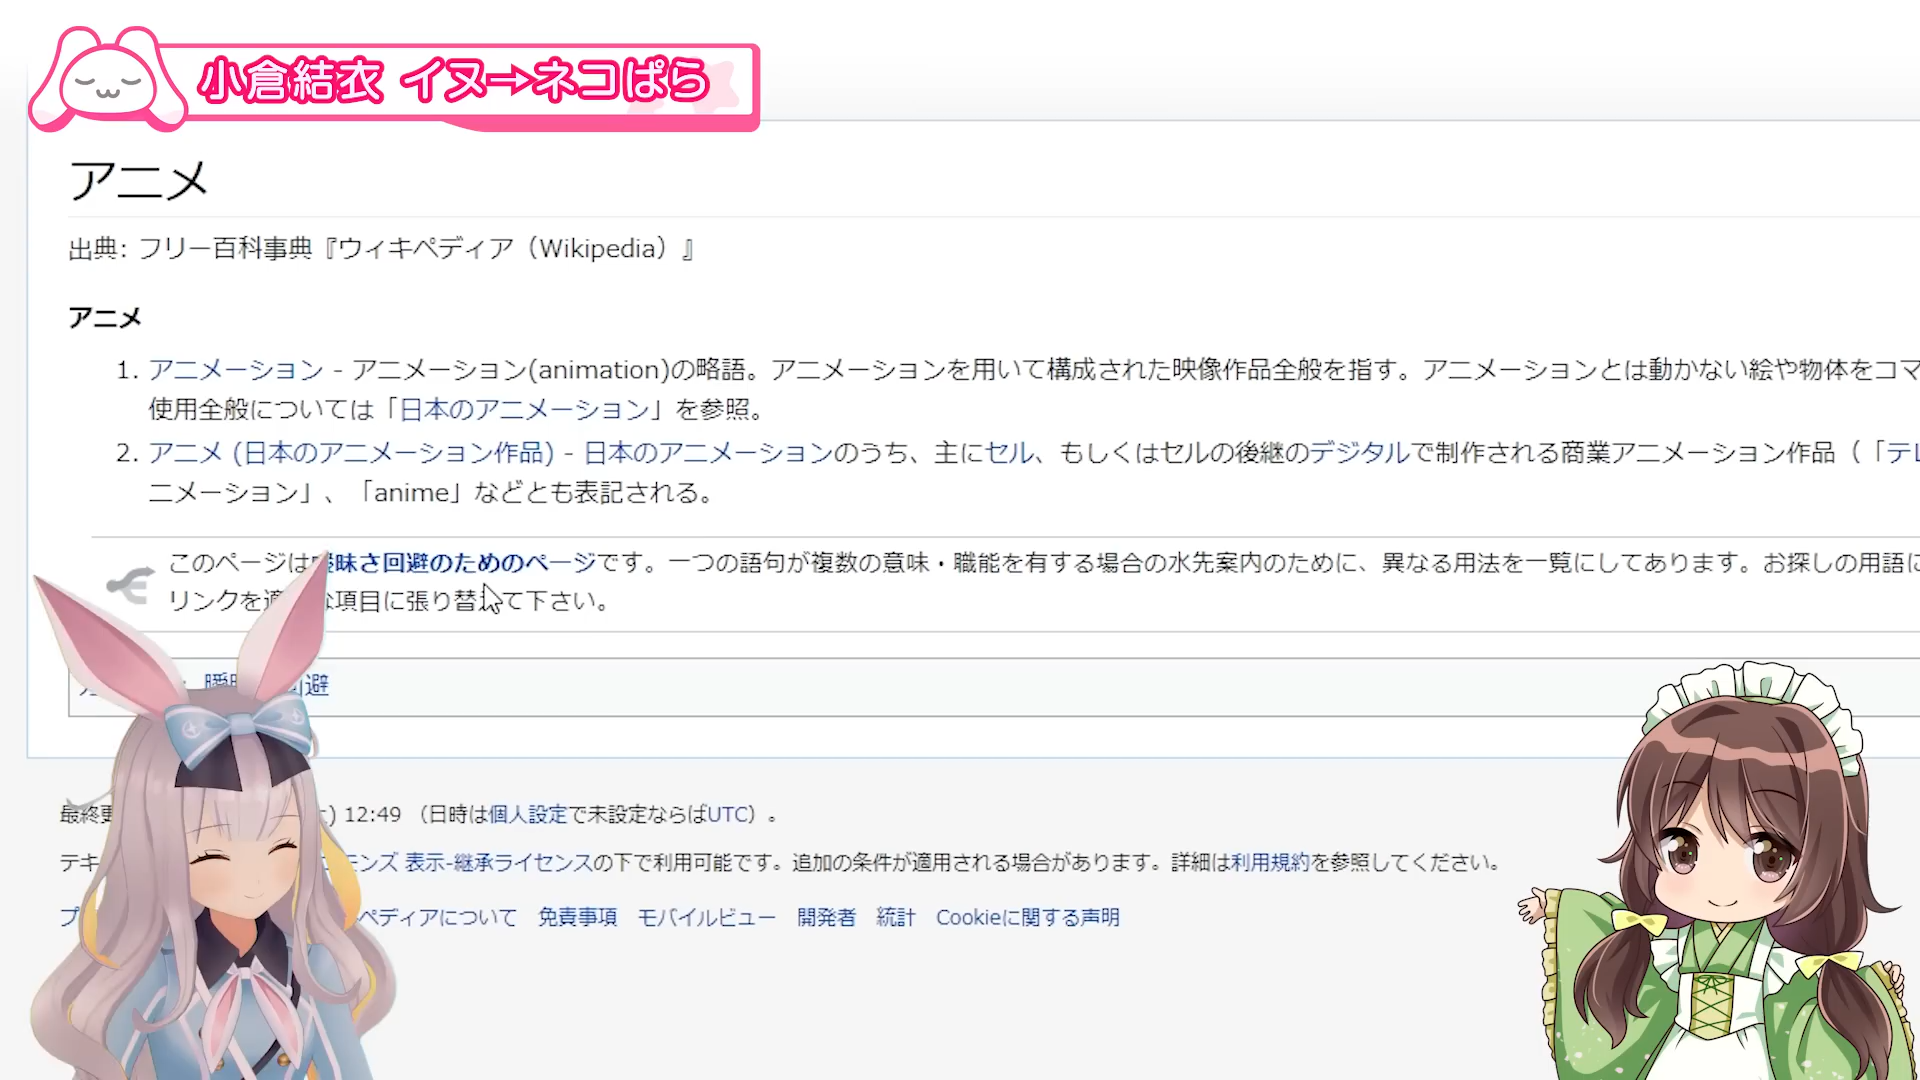 小倉結衣 イヌ→ネコぱら
アニメ
出典: フリー百科事典『ウィキペディア（Wikipedia）』
アニメ
1. アニメーション - アニメーション(animation)の略語。アニメーションを用いて構成された映像作品全般を指す。アニメーションとは動かない絵や物体をコマ
使用全般については「日本のアニメーション」を参照。
2. アニメ (日本のアニメーション作品) - 日本のアニメーションのうち、主にセル、もしくはセルの後継のデジタルで制作される商業アニメーション作品（「テレ
ニメーション」、「anime」などとも表記される。
このページは曖昧さ回避のためのページです。一つの語句が複数の意味・職能を有する場合の水先案内のために、異なる用法を一覧にしてあります。お探しの用語に
リンクを適 な項目に張り替えて下さい。
回避
最終更 ) 12:49 （日時は個人設定で未設定ならばUTC）。
テキ モンズ 表示-継承ライセンスの下で利用可能です。追加の条件が適用される場合があります。詳細は利用規約を参照してください。
プ ペディアについて 免責事項 モバイルビュー 開発者 統計 Cookieに関する声明